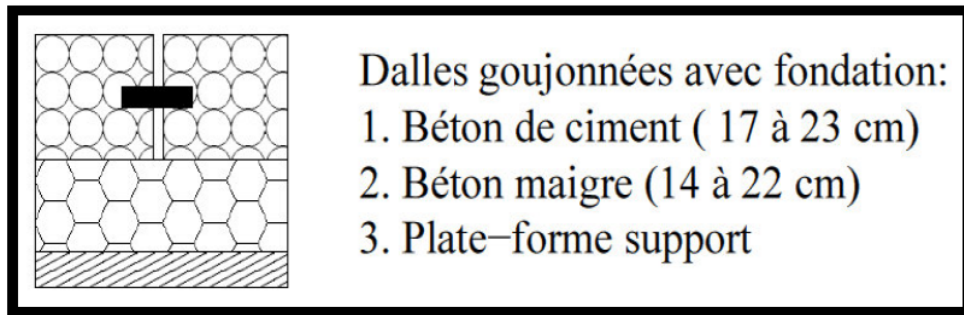 Dalles goujonnées avec fondation:
1. Béton de ciment ( 17 à 23 cm)
2. Béton maigre (14 à 22 cm)
3. Plate−forme support